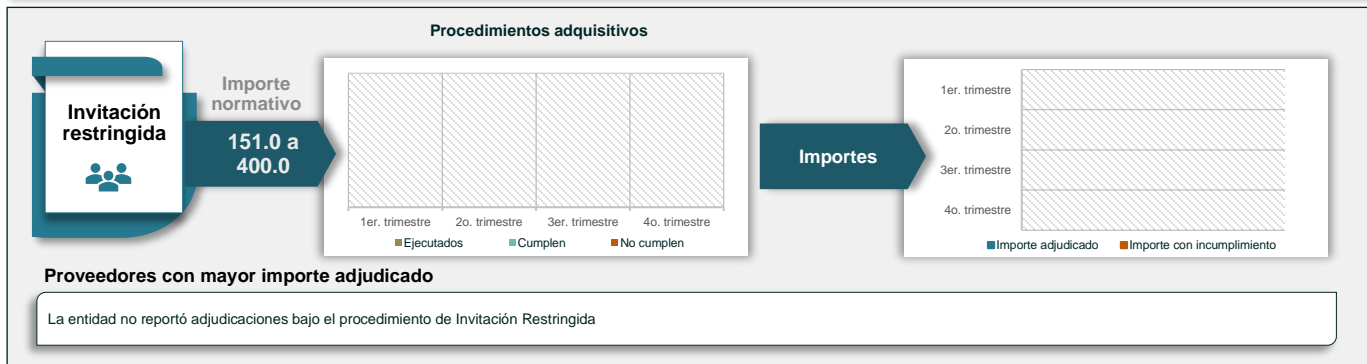 Procedimientos adquisitivos
Invitación
restringida
Importe
normativo
151.0 a
400.0
1er. trimestre
2o. trimestre
3er. trimestre
4o. trimestre
Ejecutados
Cumplen
No cumplen
Importes
1er. trimestre
2o. trimestre
3er. trimestre
4o. trimestre
Importe adjudicado
Importe con incumplimiento
Proveedores con mayor importe adjudicado
La entidad no reportó adjudicaciones bajo el procedimiento de Invitación Restringida